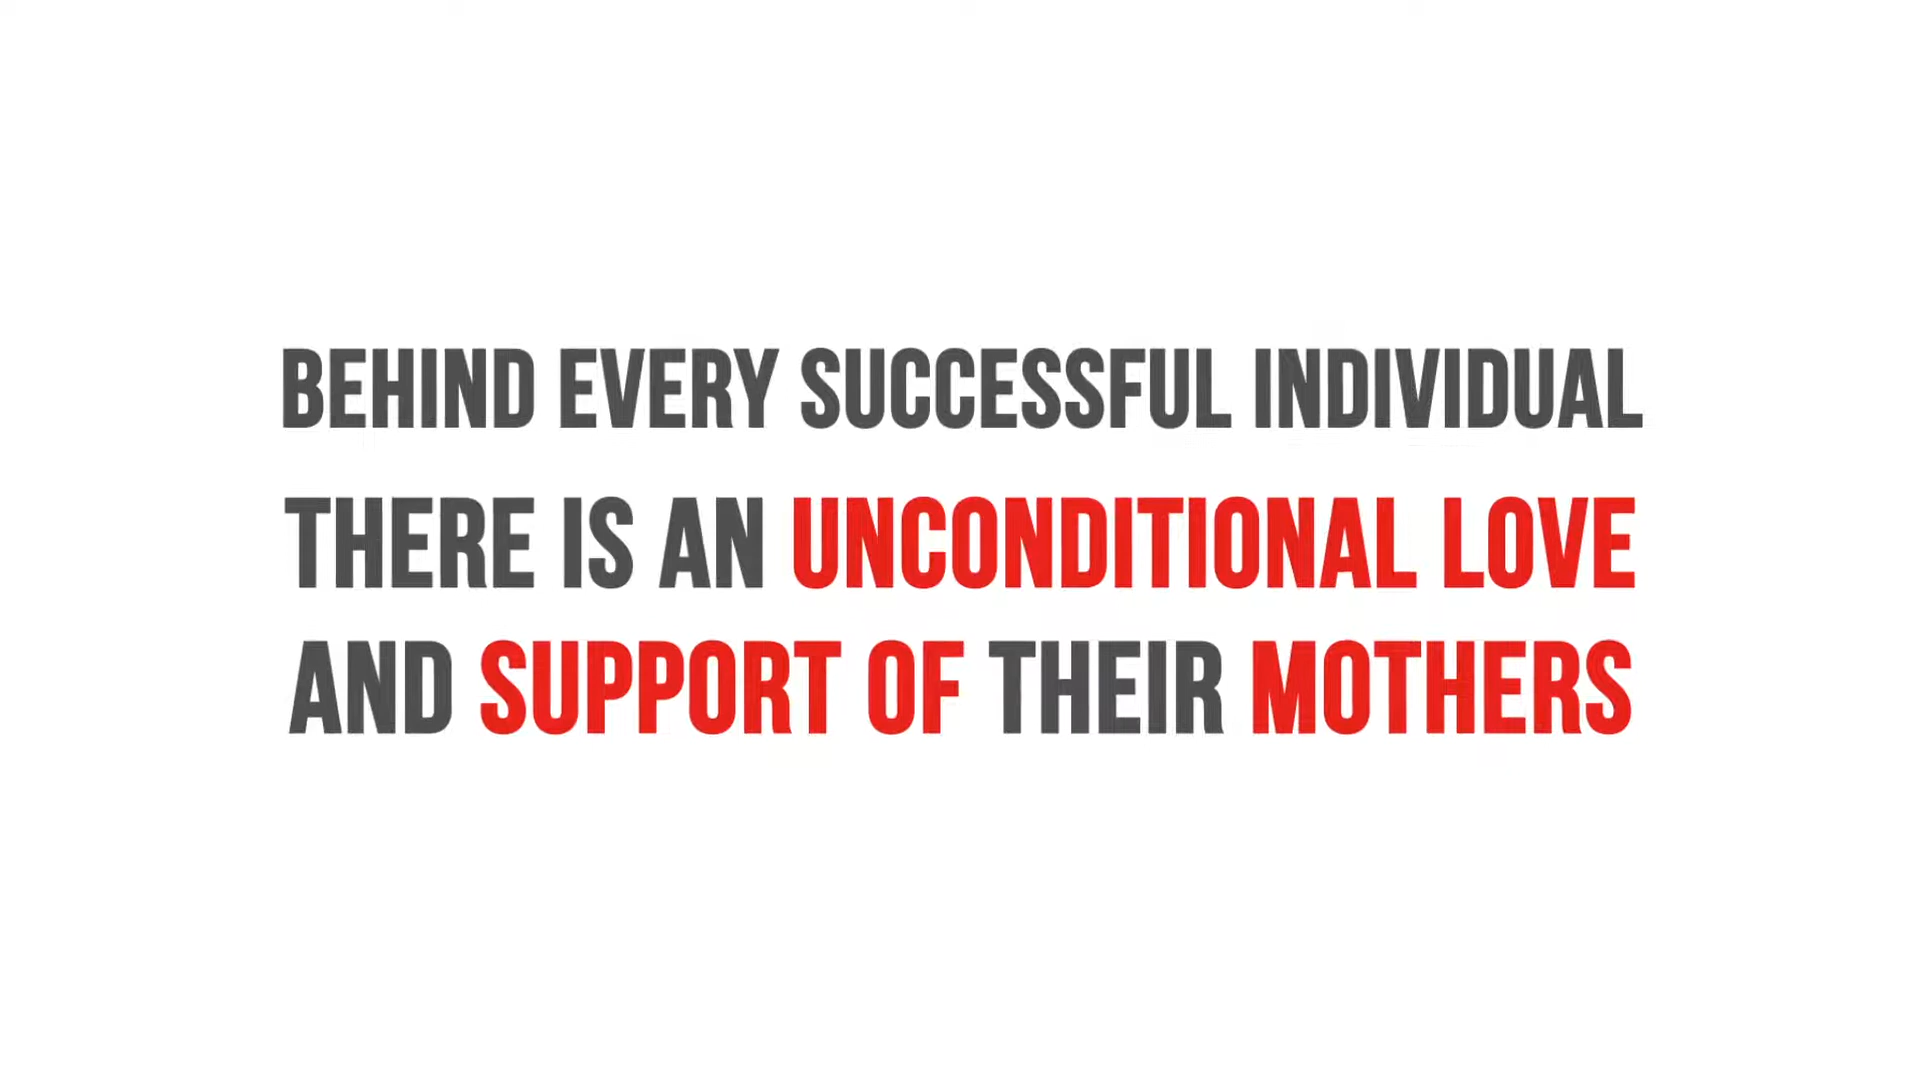 BEHIND EVERY SUCCESSFUL INDIVIDUAL
THERE IS AN UNCONDITIONAL LOVE
AND SUPPORT OF THEIR MOTHERS